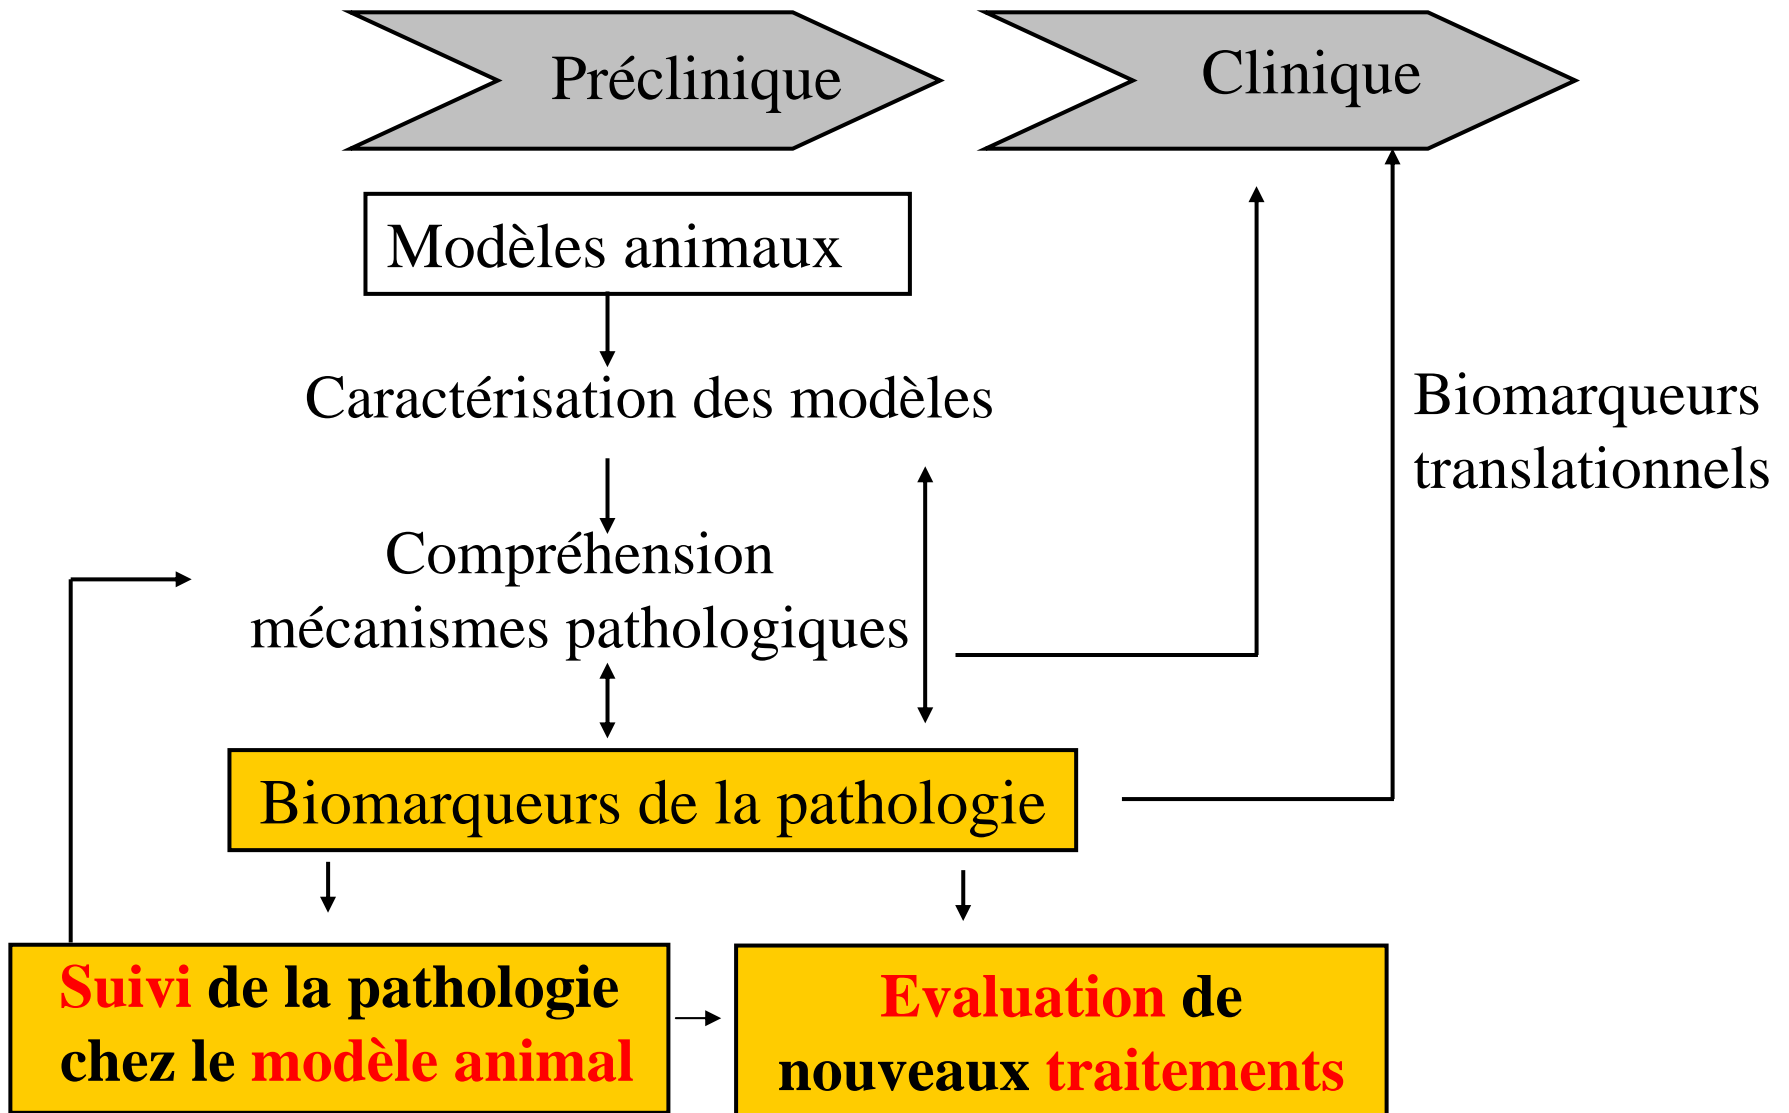 Préclinique
Clinique
Modèles animaux
Caractérisation des modèles
Biomarqueurs
translationnels
Compréhension
mécanismes pathologiques
Biomarqueurs de la pathologie
Suivi de la pathologie
chez le modèle animal
Evaluation de
nouveaux traitements